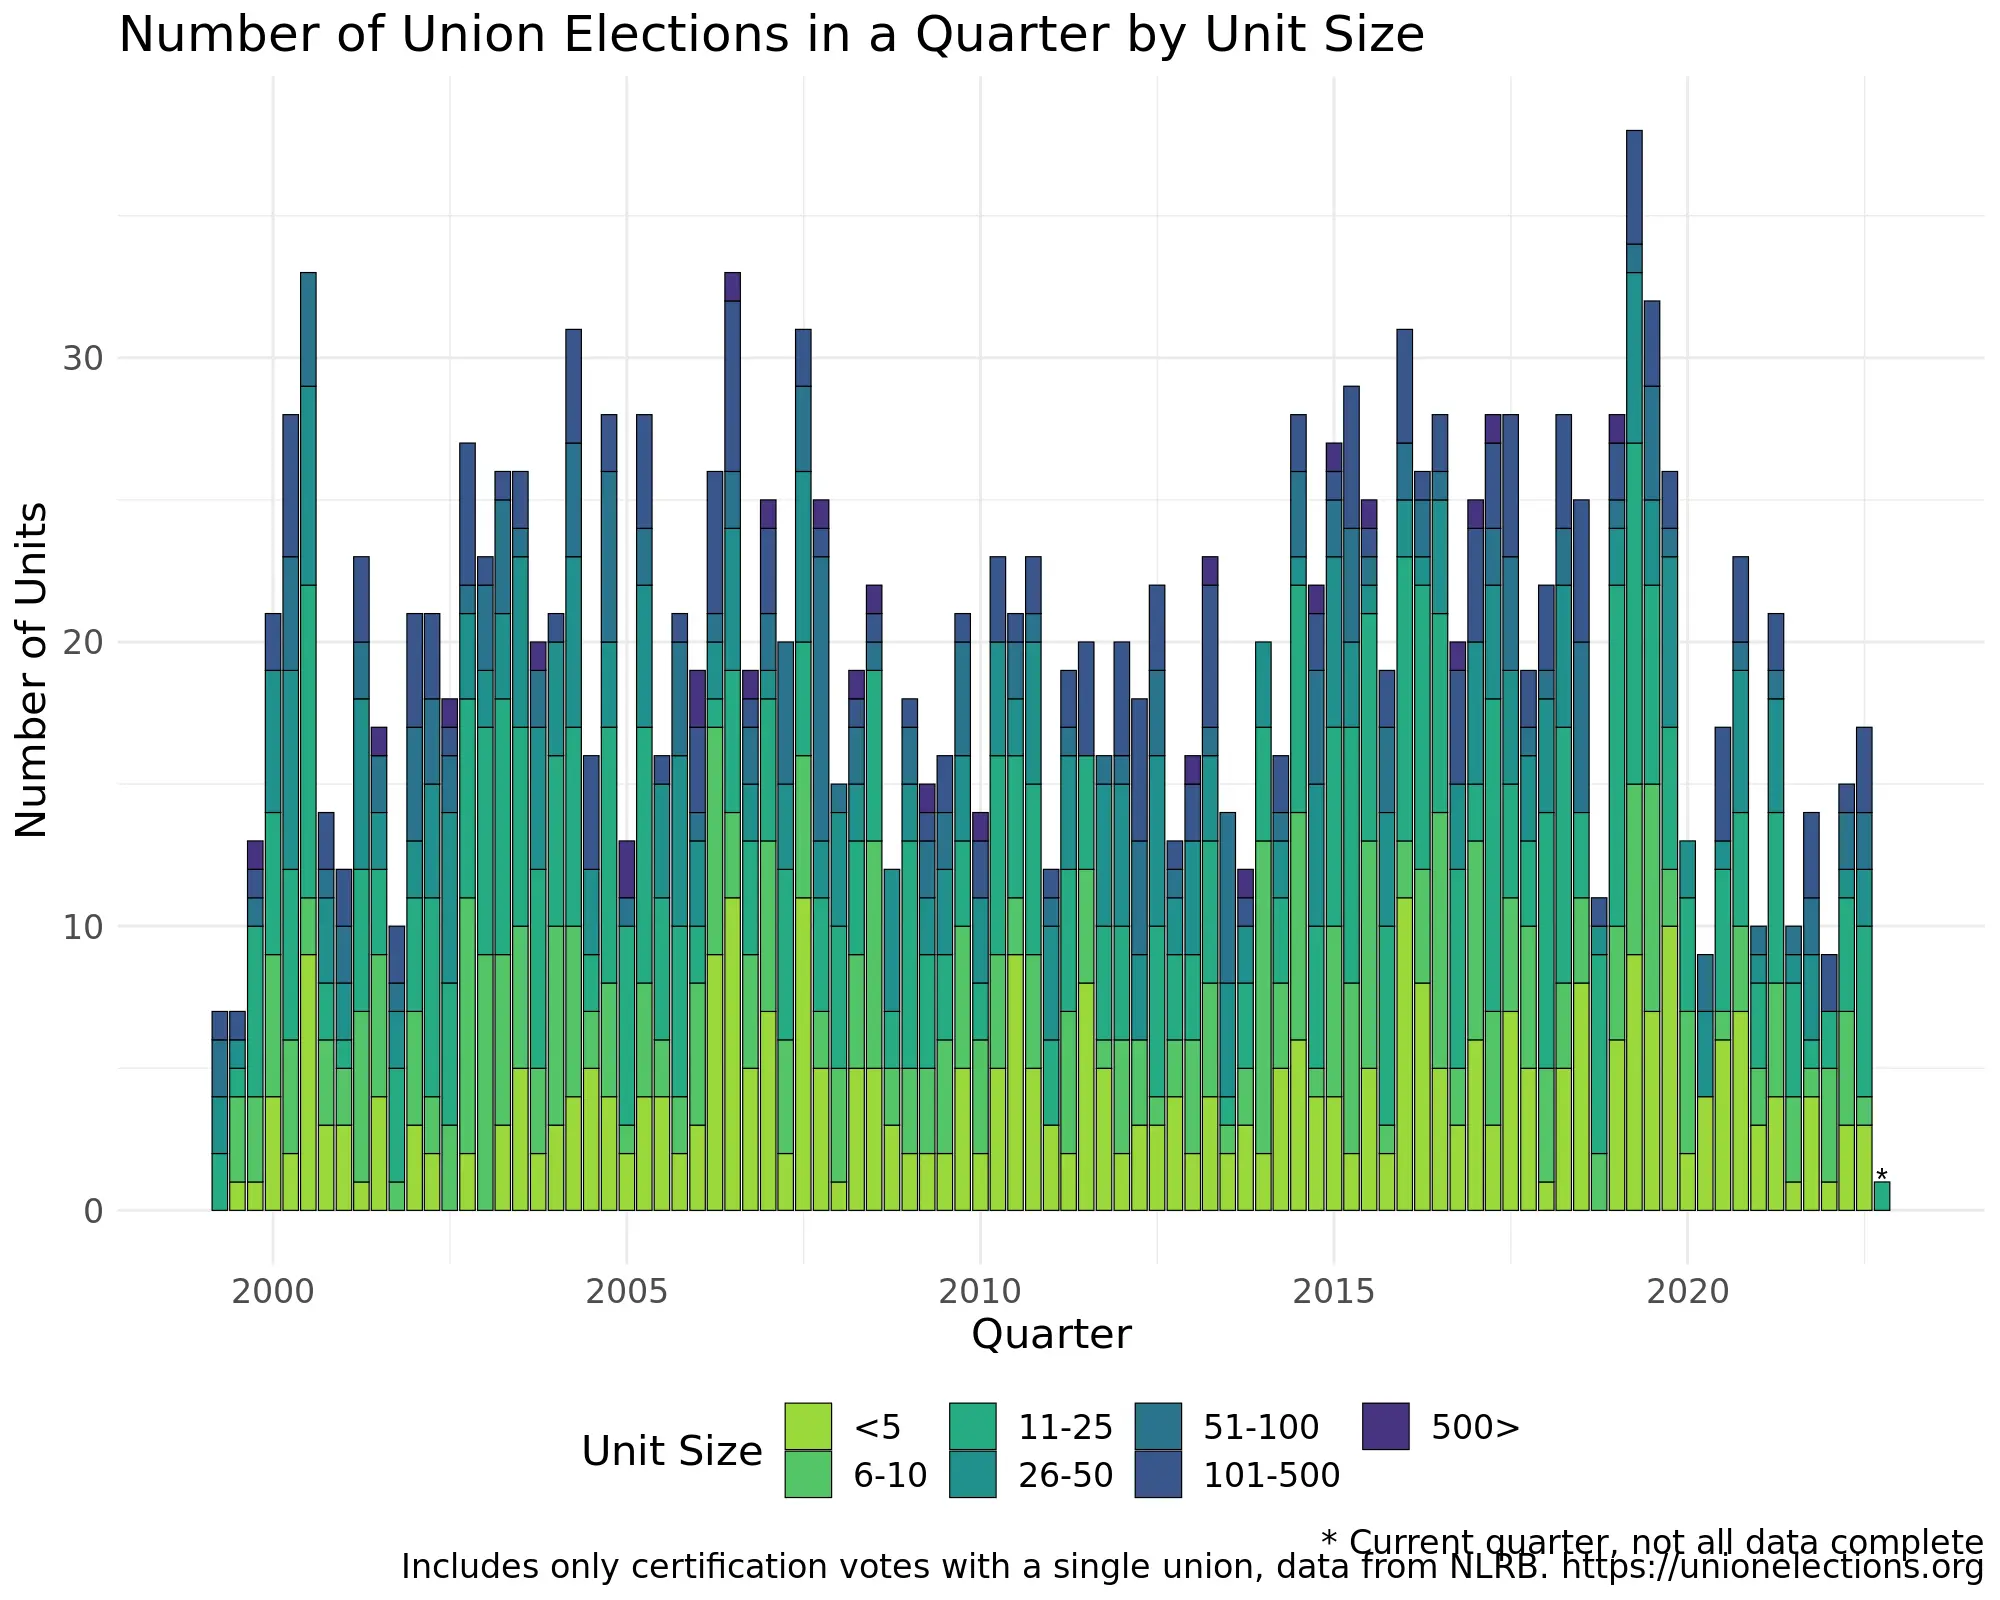 Number of Union Elections in a Quarter by Unit Size
Number of Units
30
20
10
0
*
2000 2005 2010 2015 2020
Quarter
Unit Size
<5 11-25 51-100 500>
6-10 26-50 101-500
* Current quarter, not all data complete
Includes only certification votes with a single union, data from NLRB. https://unionelections.org